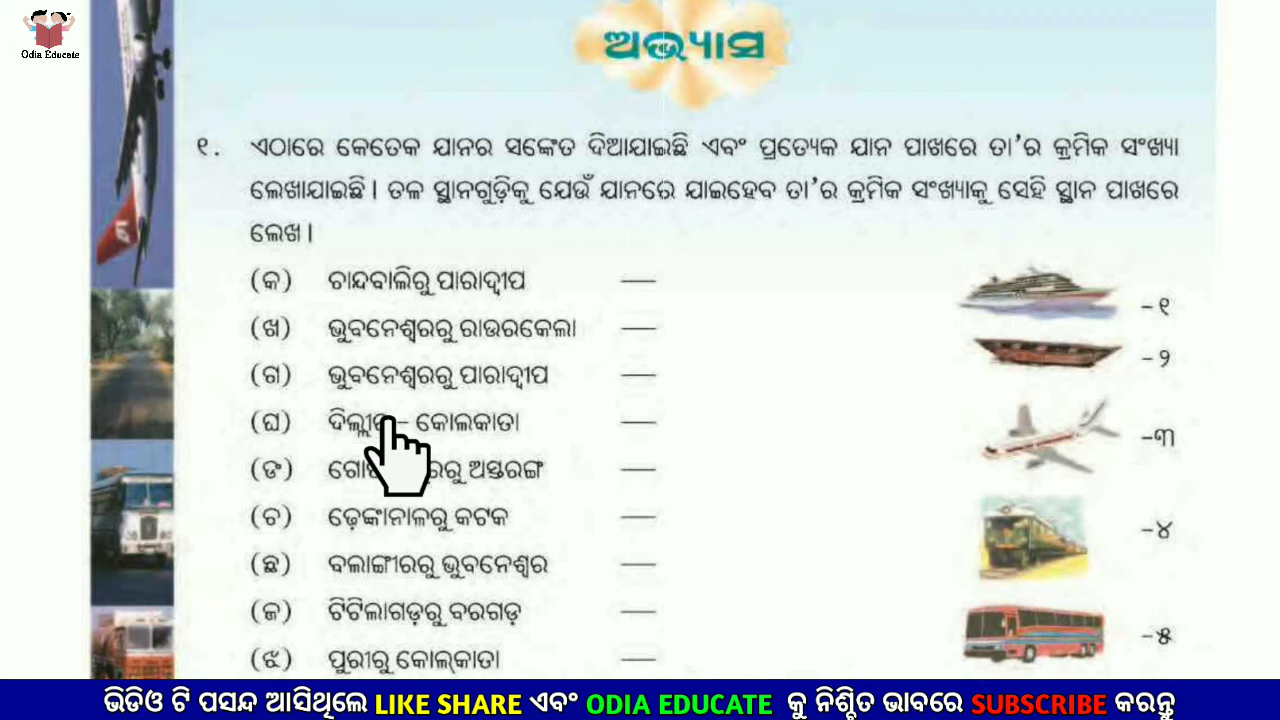 Odia Educate
ଅଭ୍ୟାସ
୧. ଏଠାରେ କେତେକ ଯାନର ସଙ୍କେତ ଦିଆଯାଇଛି ଏବଂ ପ୍ରତ୍ୟେକ ଯାନ ପାଖରେ ତା’ର କ୍ରମିକ ସଂଖ୍ୟା
ଲେଖାଯାଇଛି। ତଳ ସ୍ଥାନଗୁଡ଼ିକୁ ଯେଉଁ ଯାନରେ ଯାଇହେବ ତା’ର କ୍ରମିକ ସଂଖ୍ୟାକୁ ସେହି ସ୍ଥାନ ପାଖରେ
ଲେଖ।
(କ) ଚାନ୍ଦବାଲିରୁ ପାରାଦ୍ୱୀପ —
–୧
(ଖ) ଭୁବନେଶ୍ୱରରୁ ରାଉରକେଲା —
(ଗ) ଭୁବନେଶ୍ୱରରୁ ପାରାଦ୍ୱୀପ —
–୨
(ଘ) – କୋଲକାତା —
–୩
(ଙ) ଅସ୍ତରଙ୍ଗ —
(ଚ) ଢ଼େଙ୍କାନାଳରୁ କଟକ —
–୪
(ଛ) ବଲାଙ୍ଗୀରରୁ ଭୁବନେଶ୍ୱର —
(ଜ) ଟିଟିଲାଗଡ଼ରୁ ବରଗଡ଼ —
–୫
(ଝ) ପୁରୀରୁ କୋଲ୍‌କାତା —
ଭିଡିଓ ଟି ପସନ୍ଦ ଆସିଥିଲେ LIKE SHARE ଏବଂ ODIA EDUCATE କୁ ନିଶ୍ଚିତ ଭାବରେ SUBSCRIBE କରନ୍ତୁ